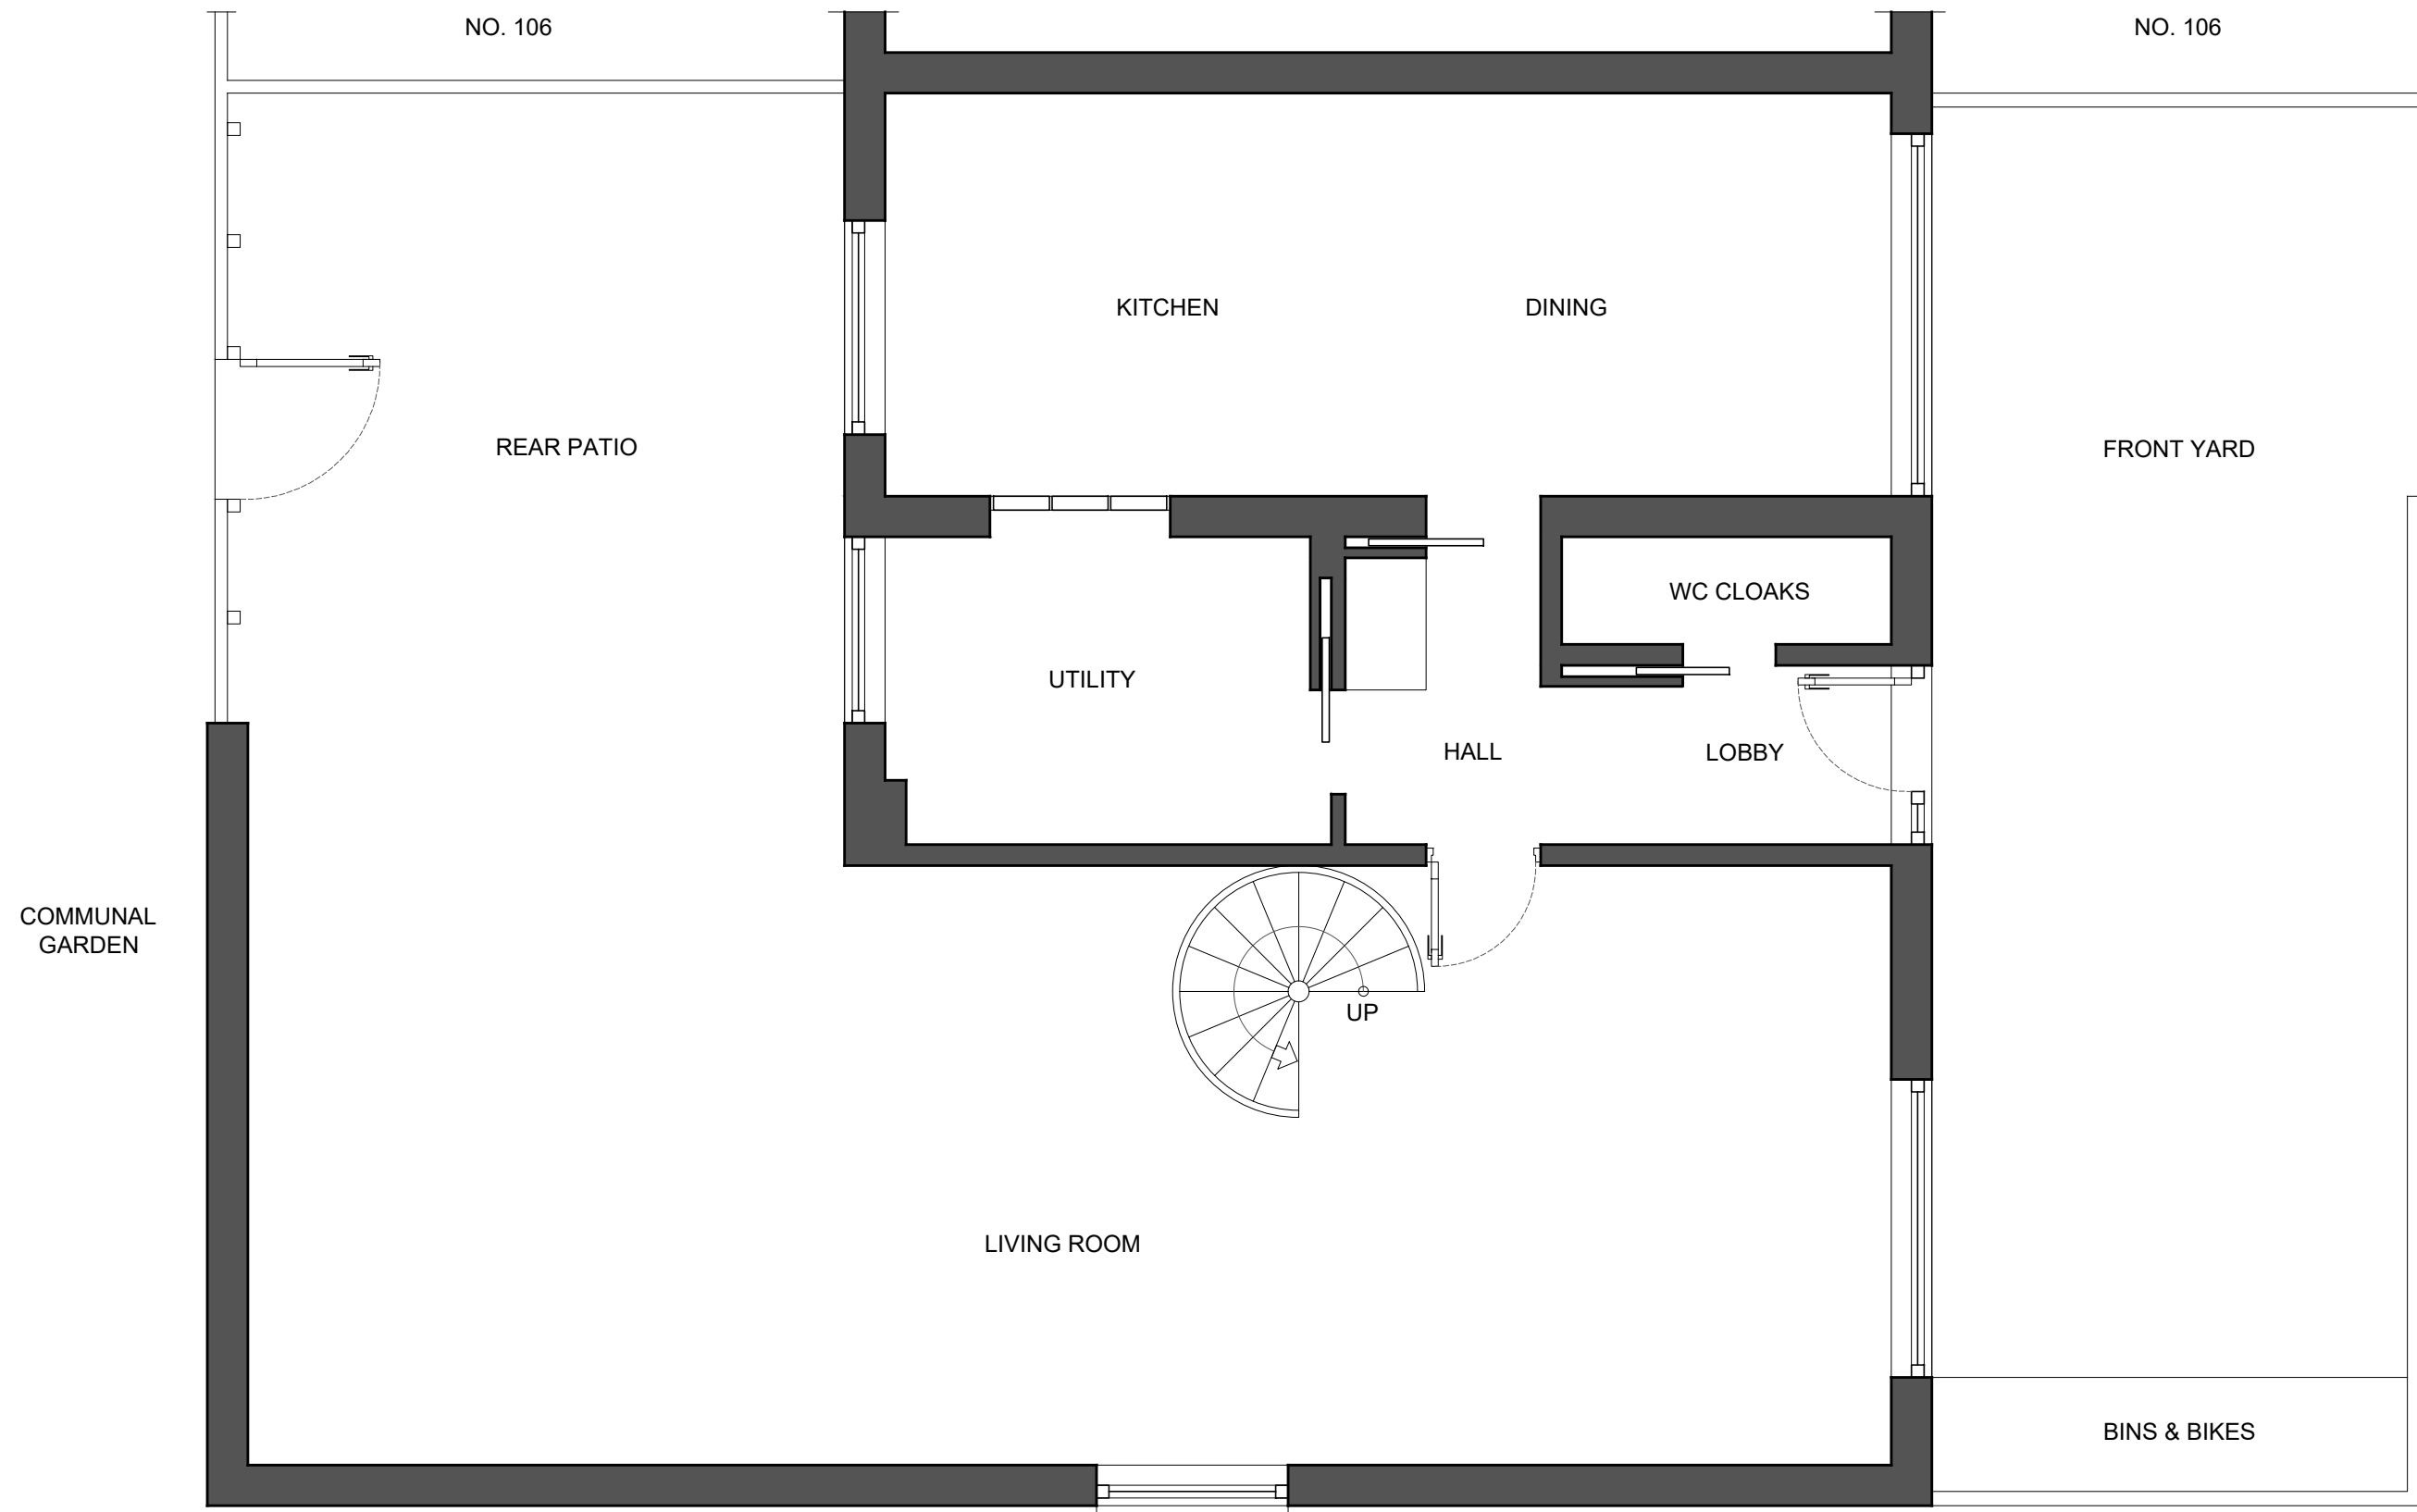 NO. 106
NO. 106
KITCHEN
DINING
REAR PATIO
FRONT YARD
WC CLOAKS
UTILITY
HALL
LOBBY
COMMUNAL
GARDEN
UP
LIVING ROOM
BINS & BIKES